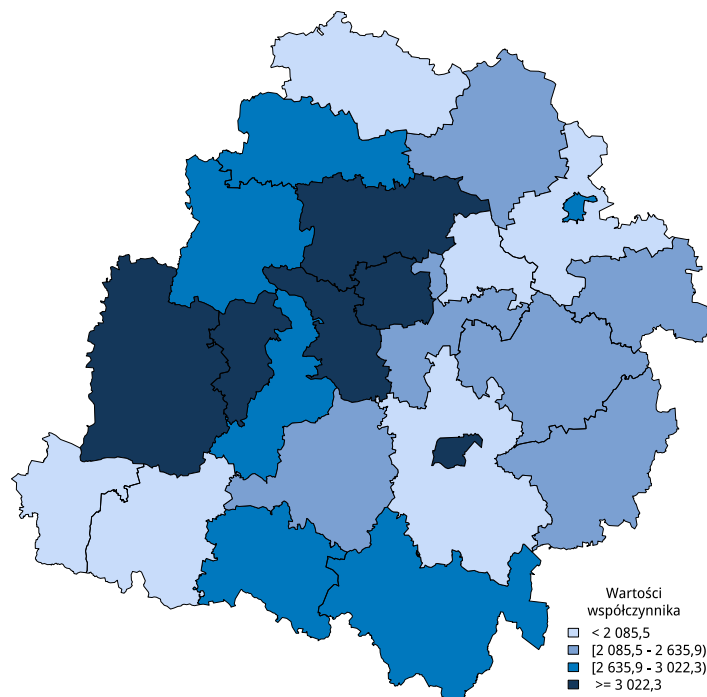 Wartości
współczynnika
< 2 085,5
[2 085,5 - 2 635,9)
[2 635,9 - 3 022,3)
>= 3 022,3